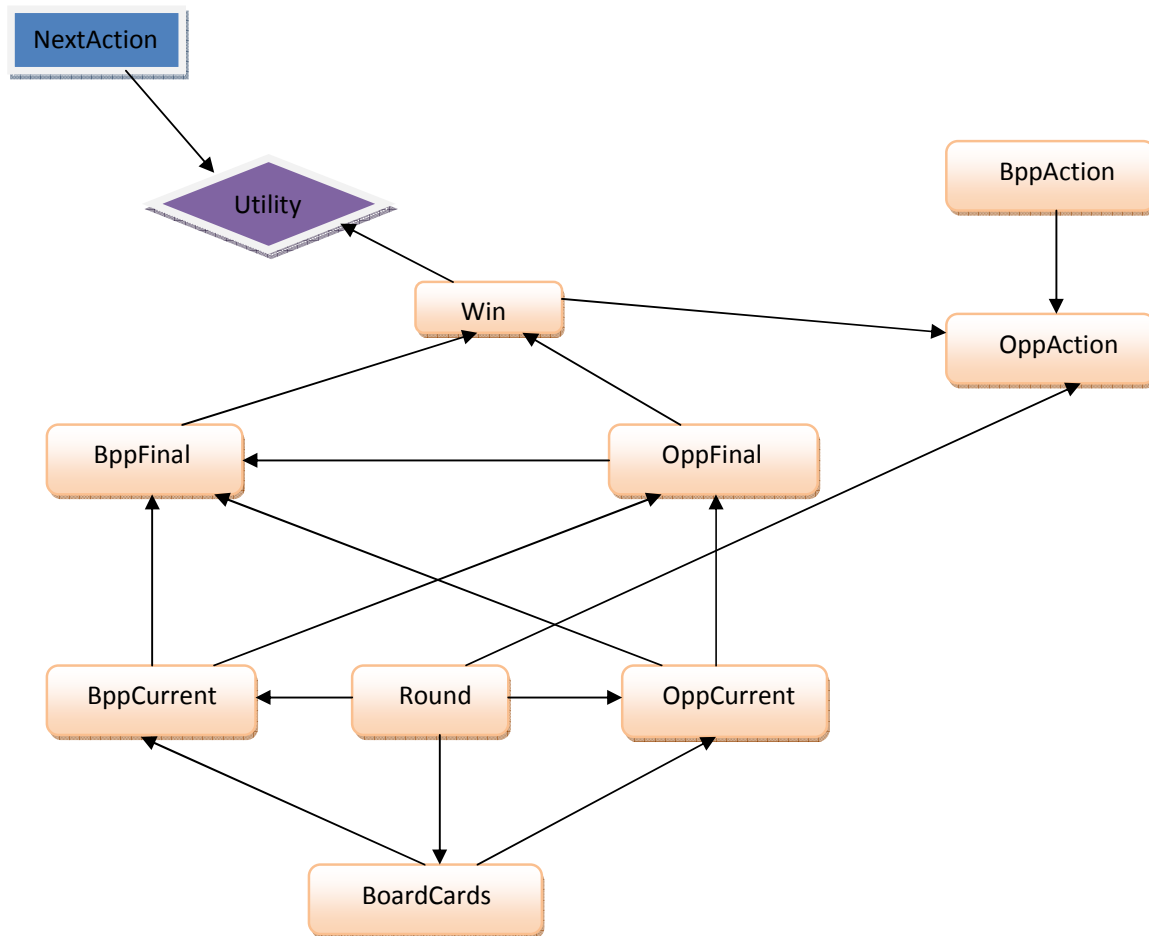 NextAction
BppAction
Utility
Win
OppAction
BppFinal
OppFinal
BppCurrent
Round
OppCurrent
BoardCards